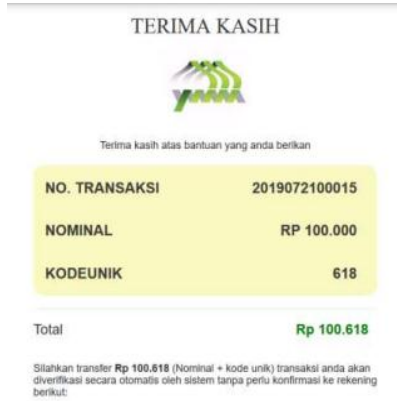 TERIMA KASIH
Terima kasih atas bantuan yang anda berikan
NO. TRANSAKSI 2019072100015
NOMINAL RP 100.000
KODEUNIK 618
Total Rp 100.618
Silahkan transfer Rp 100.618 (Nominal + kode unik) transaksi anda akan
diverifikasi secara otomatis oleh sistem tanpa perlu konfirmasi ke rekening
berikut: